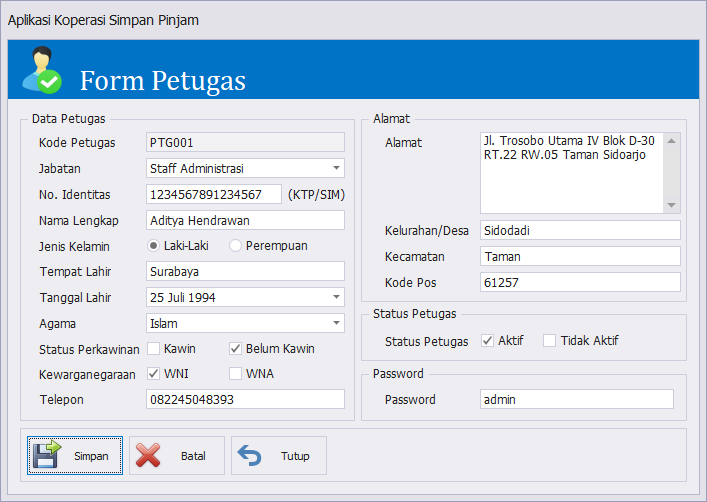 Aplikasi Koperasi Simpan Pinjam
Form Petugas
Data Petugas
Kode Petugas PTG001
Jabatan Staff Administrasi
No. Identitas 1234567891234567 (KTP/SIM)
Nama Lengkap Aditya Hendrawan
Jenis Kelamin Laki-Laki Perempuan
Tempat Lahir Surabaya
Tanggal Lahir 25 Juli 1994
Agama Islam
Status Perkawinan Kawin Belum Kawin
Kewarganegaraan WNI WNA
Telepon 082245048393
Alamat
Alamat Jl. Trosobo Utama IV Blok D-30
RT.22 RW.05 Taman Sidoarjo
Kelurahan/Desa Sidodadi
Kecamatan Taman
Kode Pos 61257
Status Petugas
Status Petugas Aktif Tidak Aktif
Password
Password admin
Simpan Batal Tutup